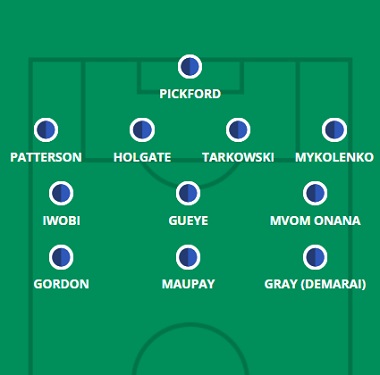 PICKFORD
PATTERSON HOLGATE TARKOWSKI MYKOLENKO
IWOBI GUEYE MVOM ONANA
GORDON MAUPAY GRAY (DEMARAI)